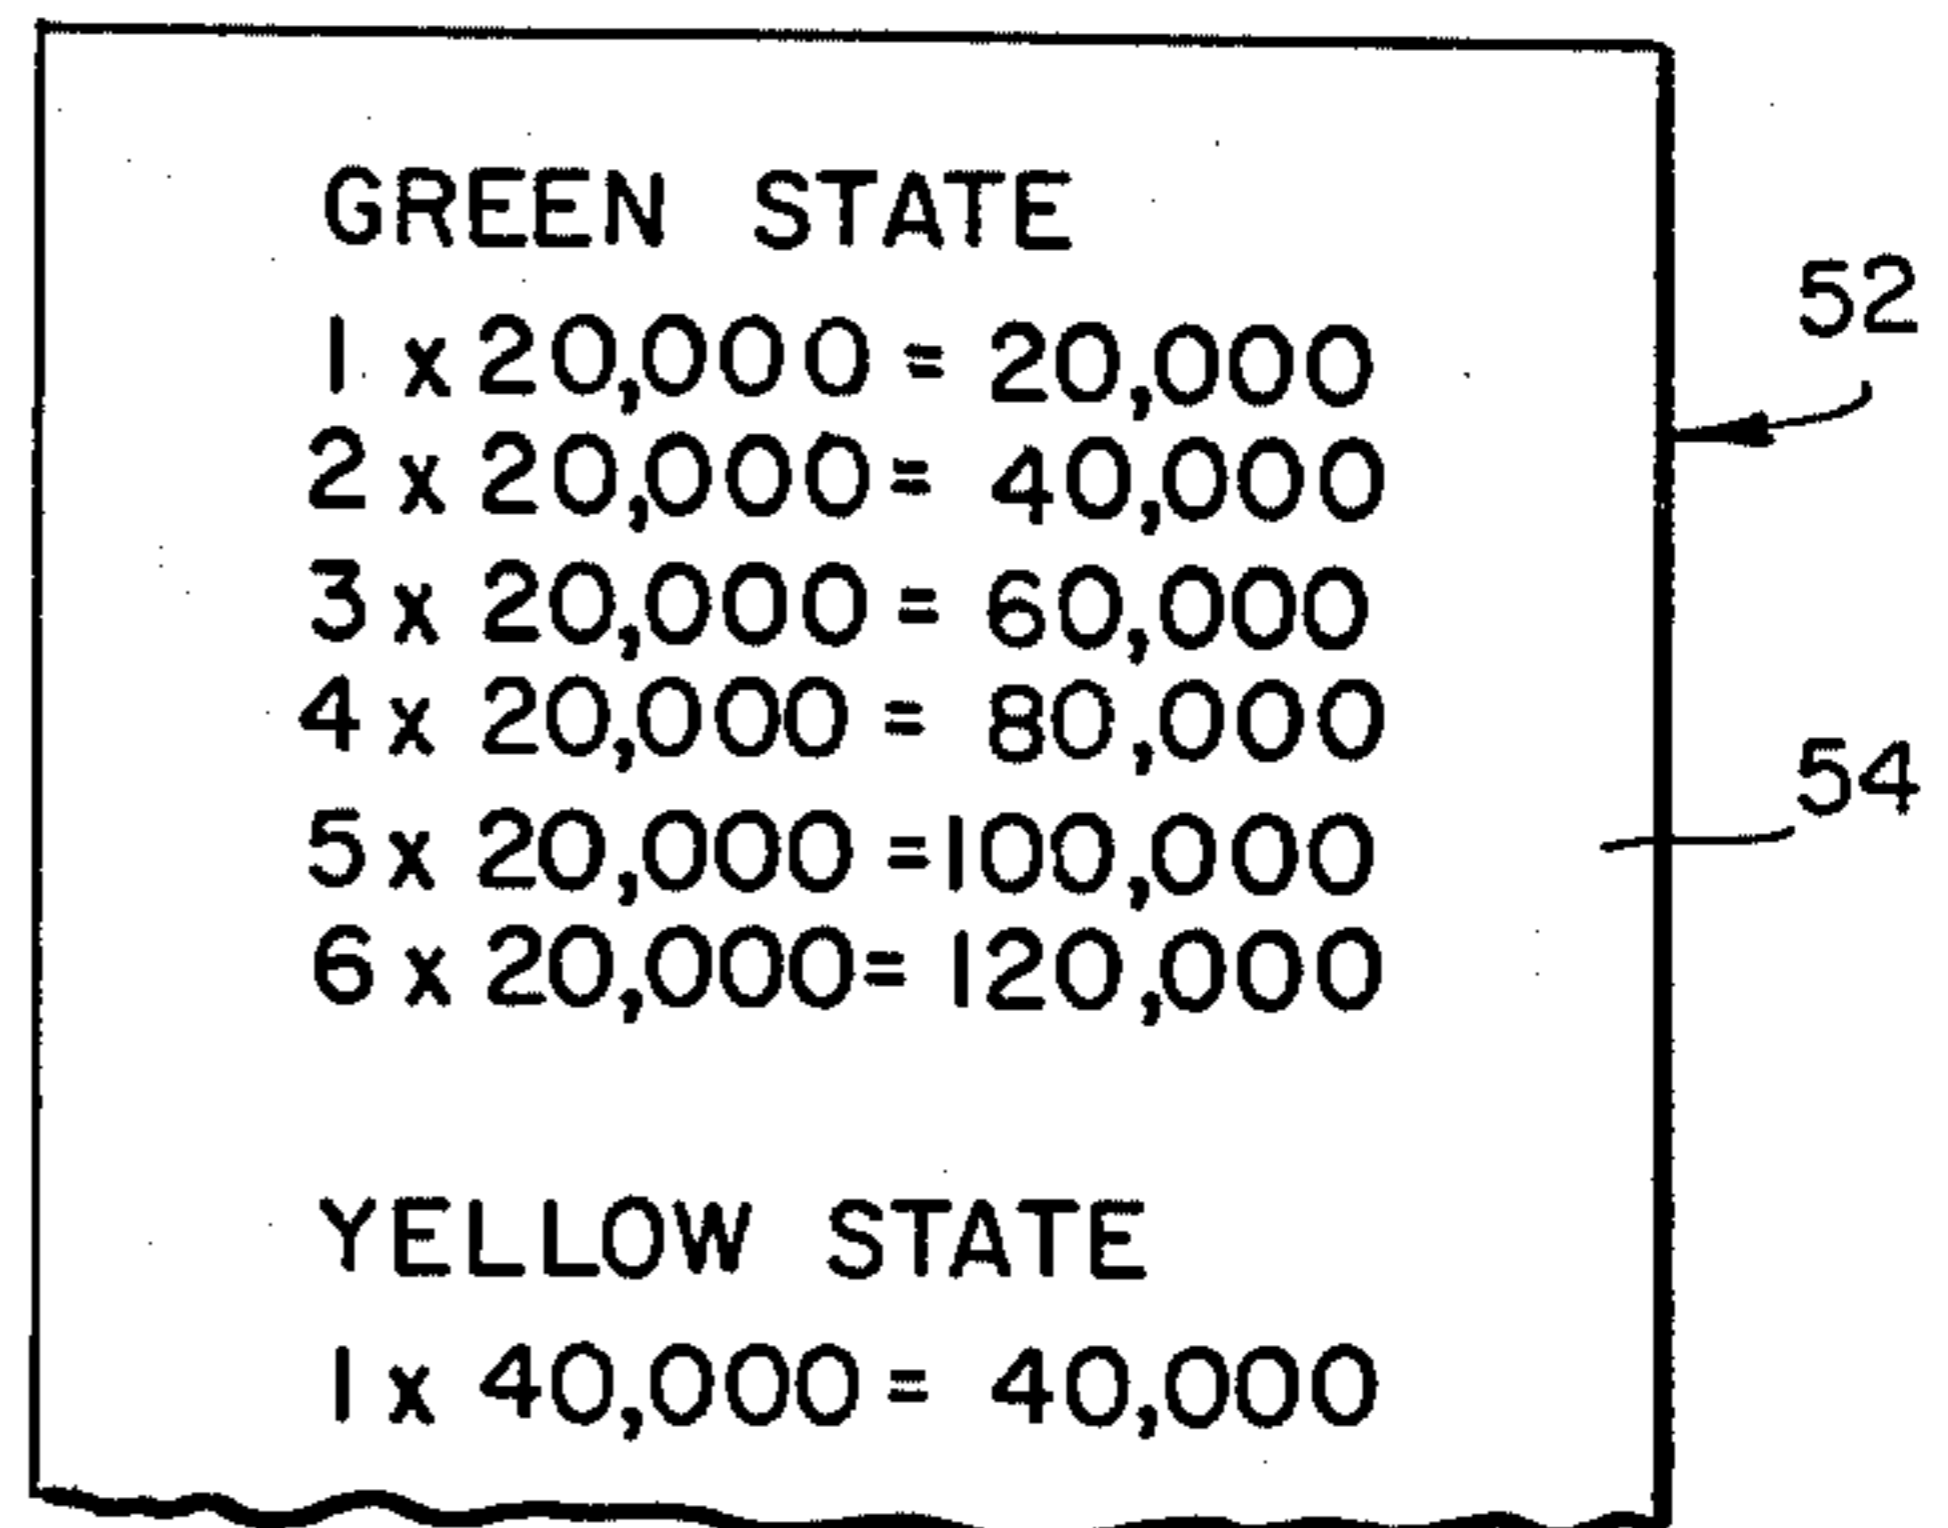 GREEN STATE
1 x 20,000 = 20,000
2 x 20,000 = 40,000
3 x 20,000 = 60,000
4 x 20,000 = 80,000
5 x 20,000 = 100,000
6 x 20,000 = 120,000
YELLOW STATE
1 x 40,000 = 40,000
52
54